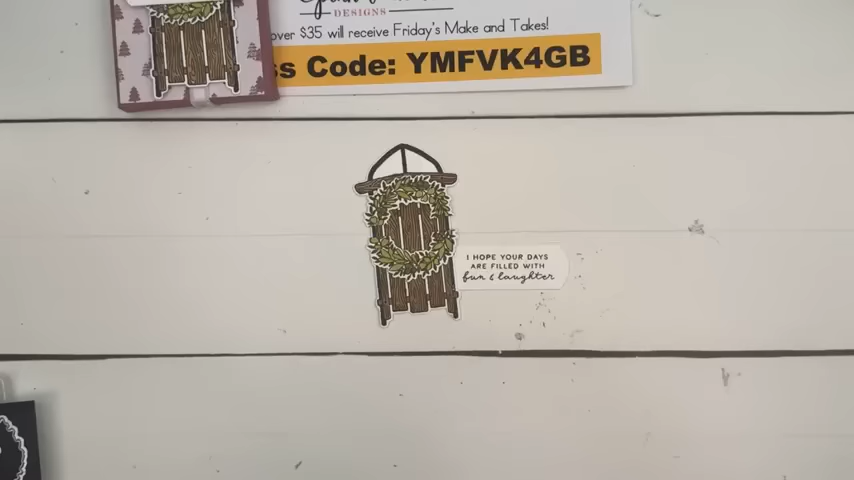 DESIGNS
over $35 will receive Friday's Make and Takes!
ss Code: YMFVK4GB
I HOPE YOUR DAYS
ARE FILLED WITH
fun & laughter